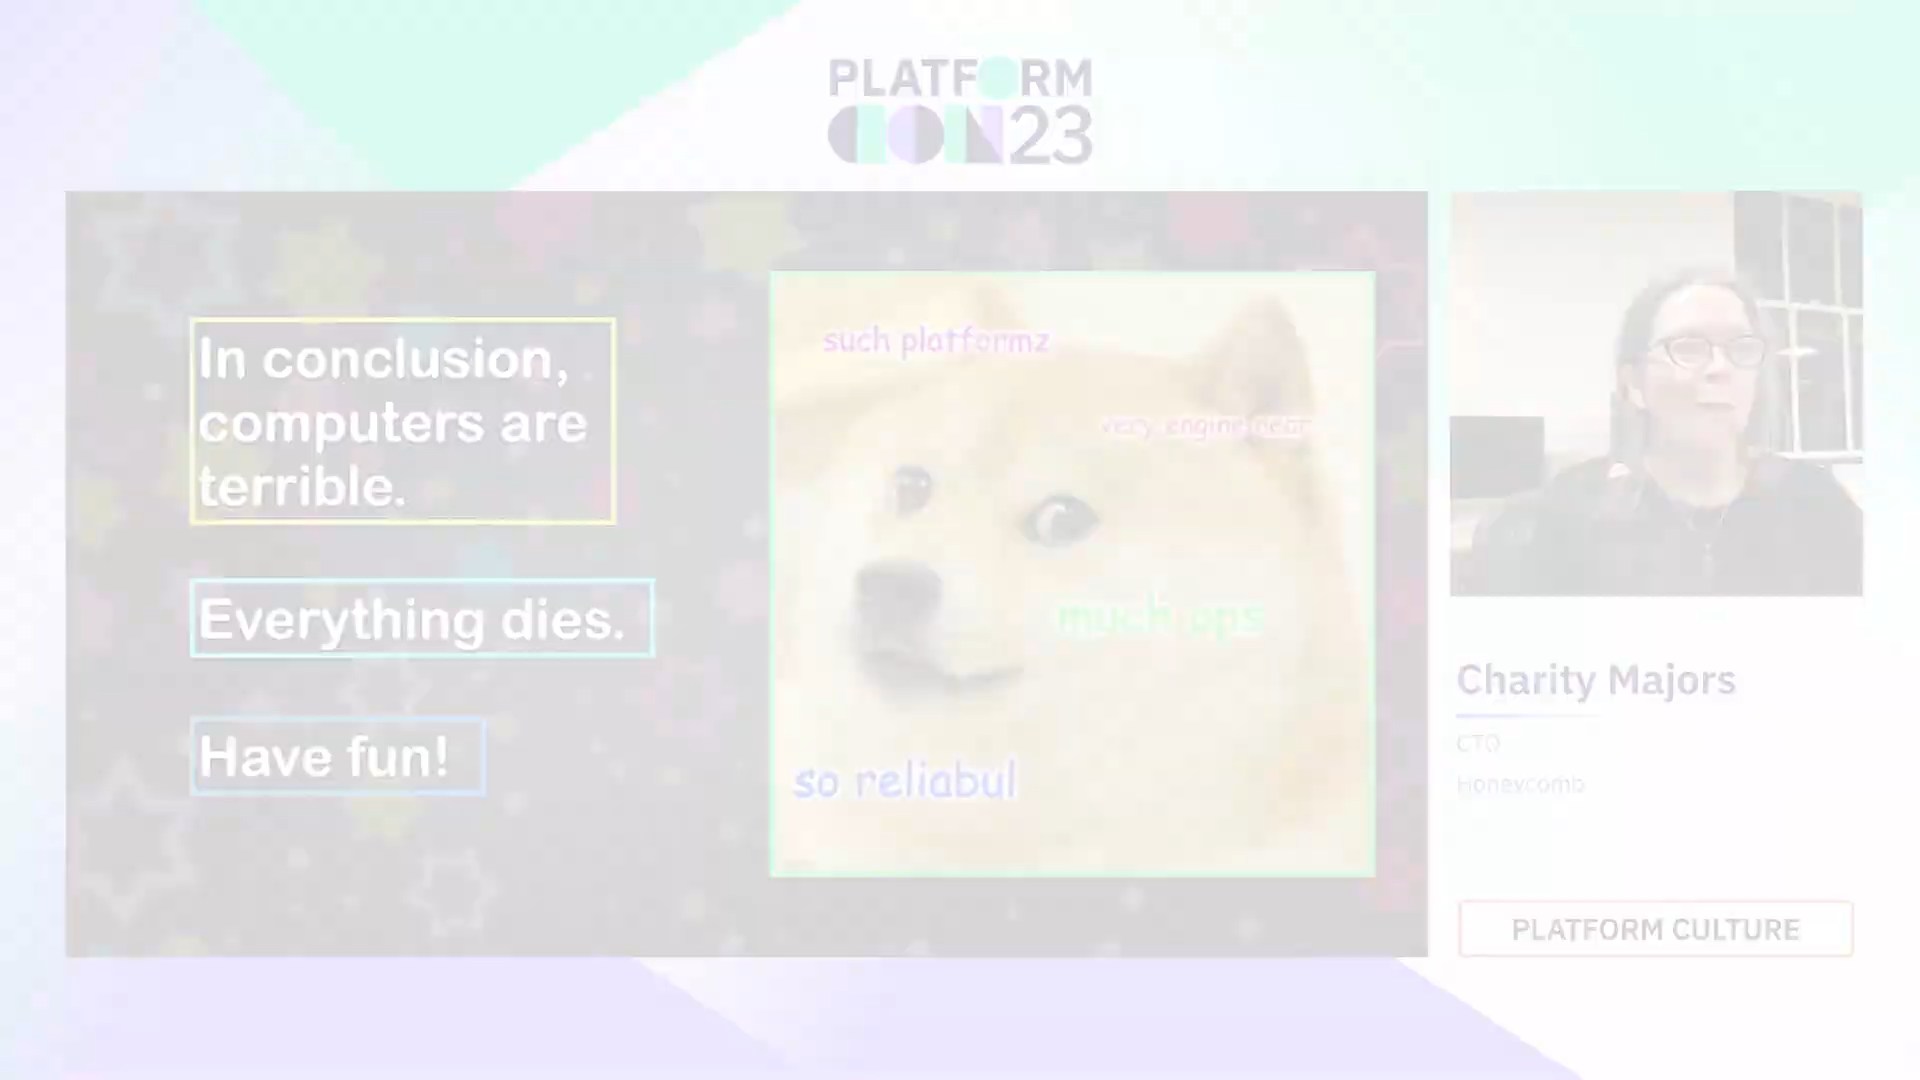 PLATFORM
CON23
In conclusion,
computers are
terrible.
Everything dies.
Have fun!
such platformz
very engineneer
much ops
so reliabul
Charity Majors
CTO
Honeycomb
PLATFORM CULTURE